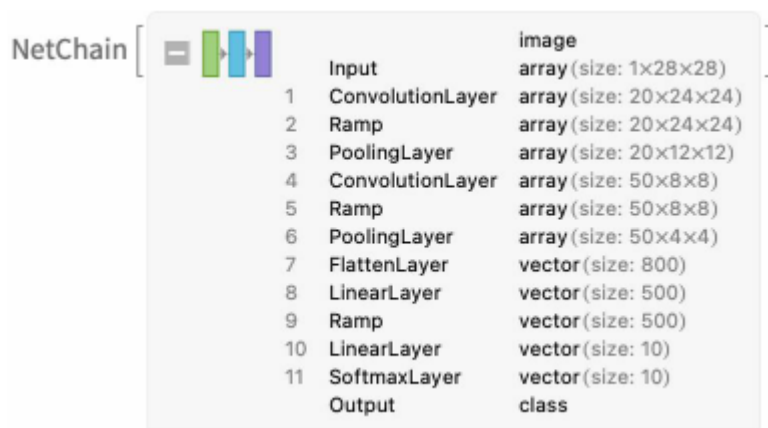 NetChain [
image
Input array (size: 1×28×28)
1 ConvolutionLayer array (size: 20×24×24)
2 Ramp array (size: 20×24×24)
3 PoolingLayer array (size: 20×12×12)
4 ConvolutionLayer array (size: 50×8×8)
5 Ramp array (size: 50×8×8)
6 PoolingLayer array (size: 50×4×4)
7 FlattenLayer vector (size: 800)
8 LinearLayer vector (size: 500)
9 Ramp vector (size: 500)
10 LinearLayer vector (size: 10)
11 SoftmaxLayer vector (size: 10)
Output class
]